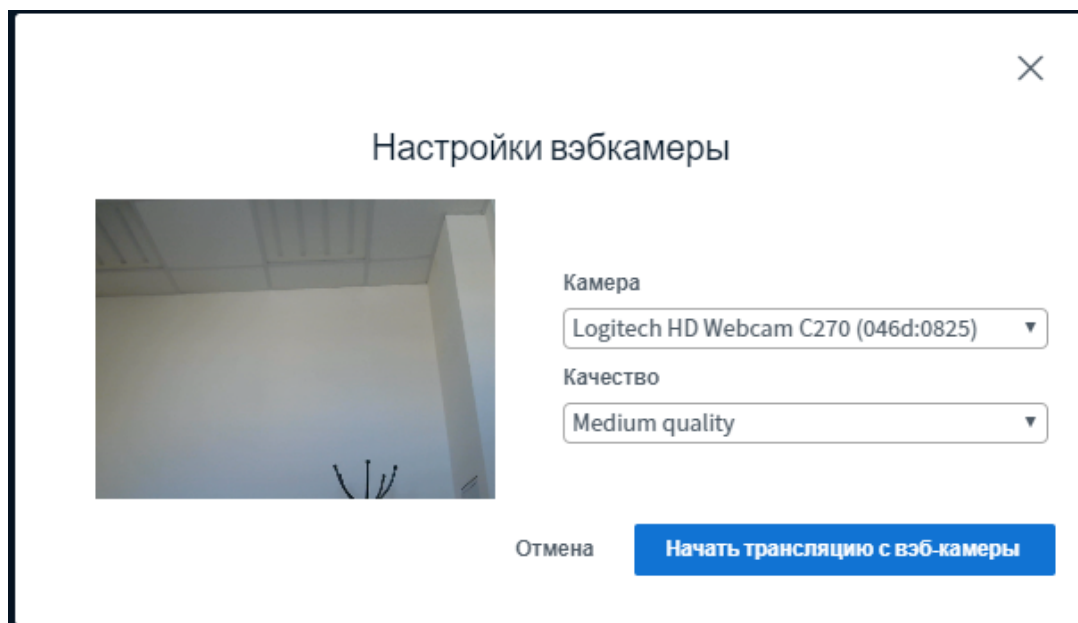 Настройки вэбкамеры
Камера
Logitech HD Webcam C270 (046d:0825)
Качество
Medium quality
Отмена
Начать трансляцию с вэб-камеры